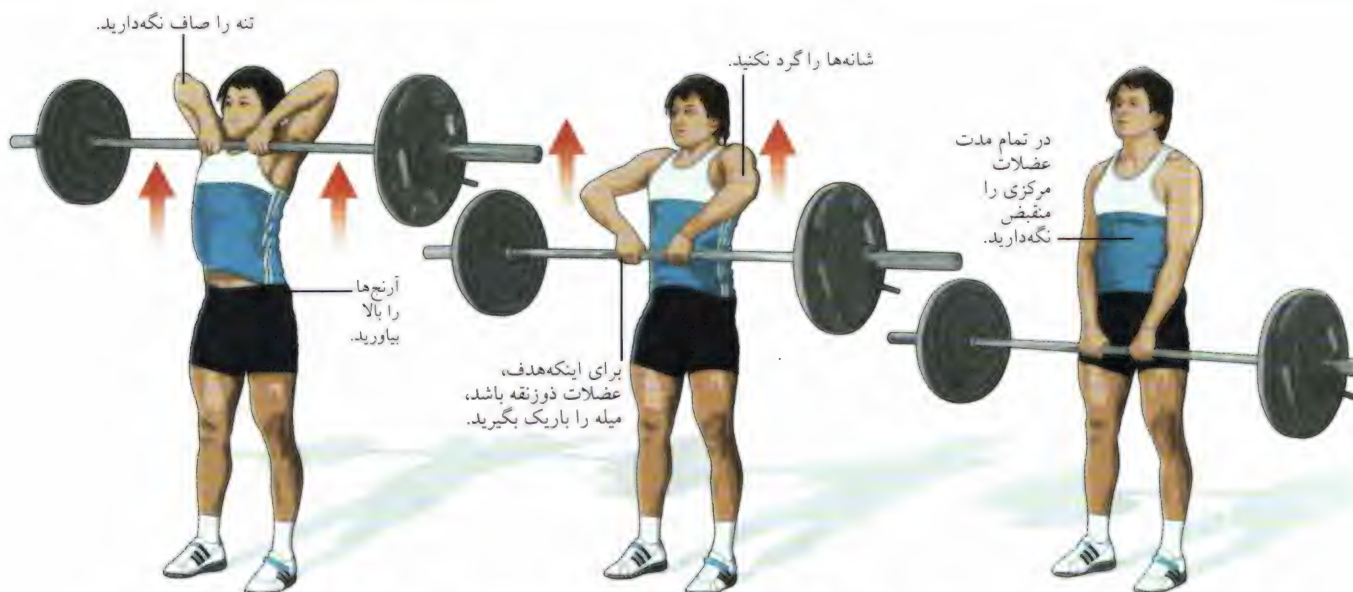 در تمام مدت
عضلات
مرکزی را
منقبض
نگه‌دارید.
شانه‌ها را گرد نکنید.
برای اینکه‌هدف،
عضلات ذوزنقه باشد،
میله را باریک بگیرید.
تنه را صاف نگه‌دارید.
آرنج‌ها
را بالا
بیاورید.